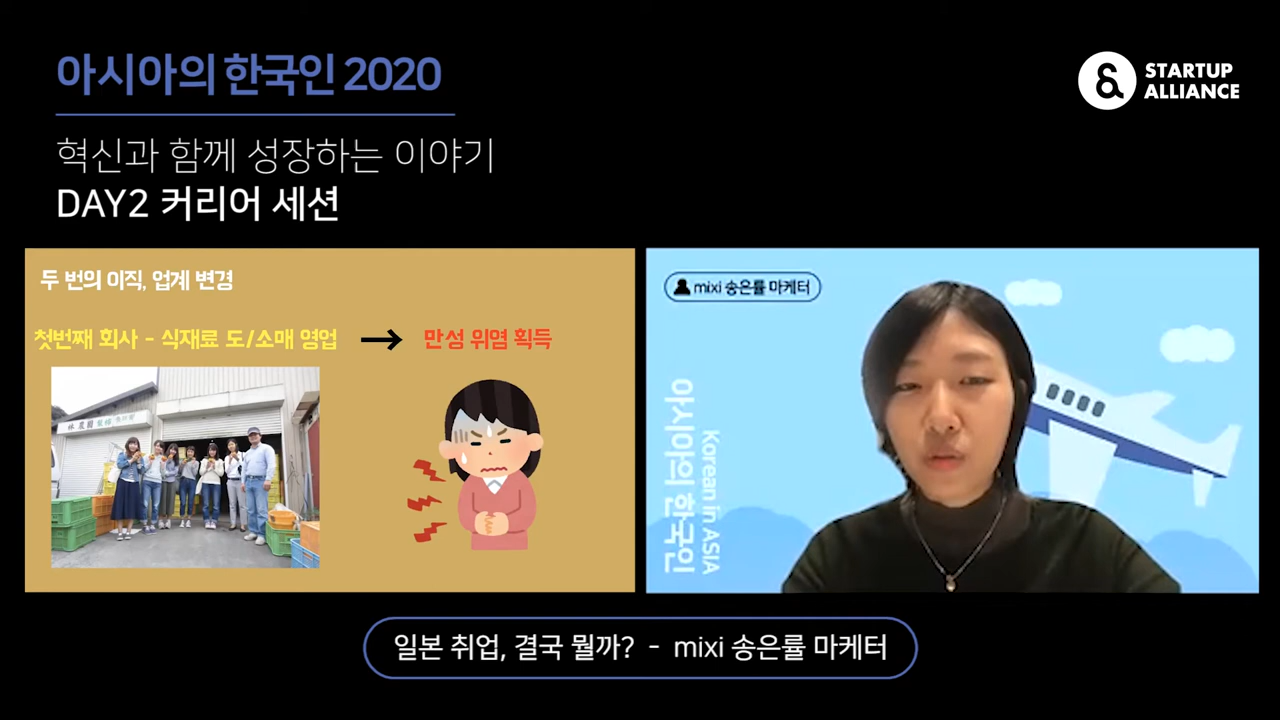 아시아의 한국인 2020
STARTUP
ALLIANCE
혁신과 함께 성장하는 이야기
DAY2 커리어 세션
두 번의 이직, 업계 변경
첫번째 회사 - 식재료 도/소매 영업 → 만성 위염 획득
林農園
mixi 송은률 마케터
아시아의 한국인
Korean in ASIA
일본 취업, 결국 뭘까? - mixi 송은률 마케터